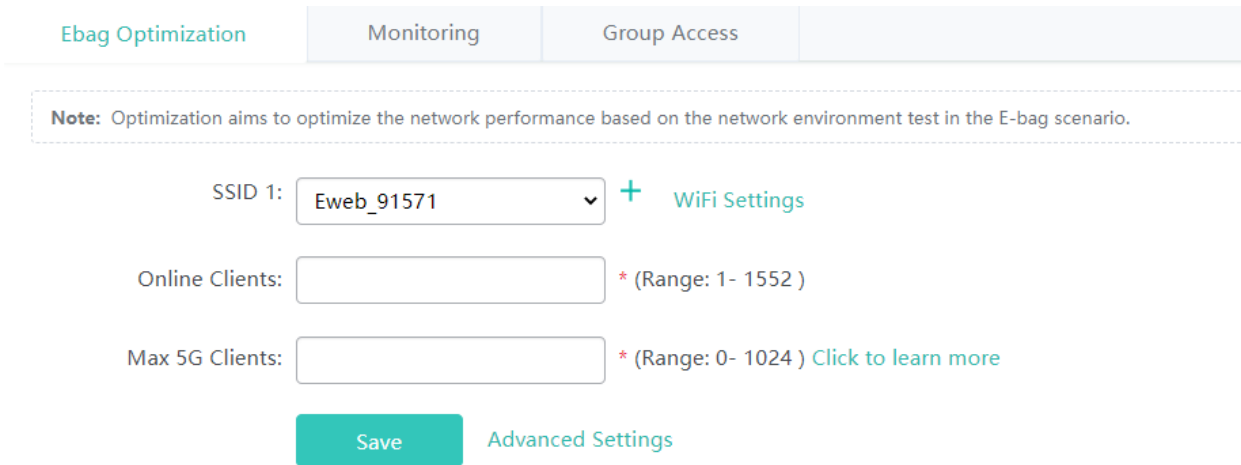 Ebag Optimization Monitoring Group Access
Note: Optimization aims to optimize the network performance based on the network environment test in the E-bag scenario.
SSID 1: Eweb_91571 + WiFi Settings
Online Clients: * (Range: 1- 1552 )
Max 5G Clients: * (Range: 0- 1024 ) Click to learn more
Save Advanced Settings